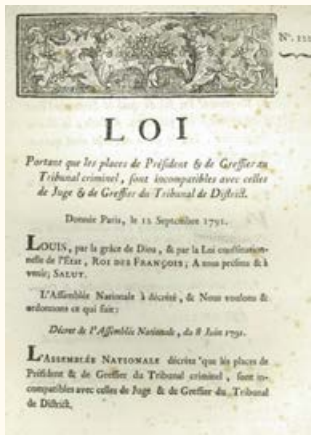 N°.
LOI
Portant que les places de Président & de Greffier au
Tribunal criminel, sont incompatibles avec celles
de Juge & de Greffier du Tribunal de District.
Donnée Paris, le 12 Septembre 1791.
LOUIS, par la grâce de Dieu, & par la Loi constitution-
nelle de l'État, ROI DES FRANÇOIS; A tous présens & à
venir; SALUT.
L'Assemblée Nationale à décrété, & Nous voulons &
ordonnons ce qui suit:
Décret de l'Assemblée Nationale, du 8 Juin 1791.
L'ASSEMBLÉE NATIONALE décrète que les places de
Président & de Greffier du Tribunal criminel, sont in-
compatibles avec celles de Juge & de Greffier du Tribunal
de District.